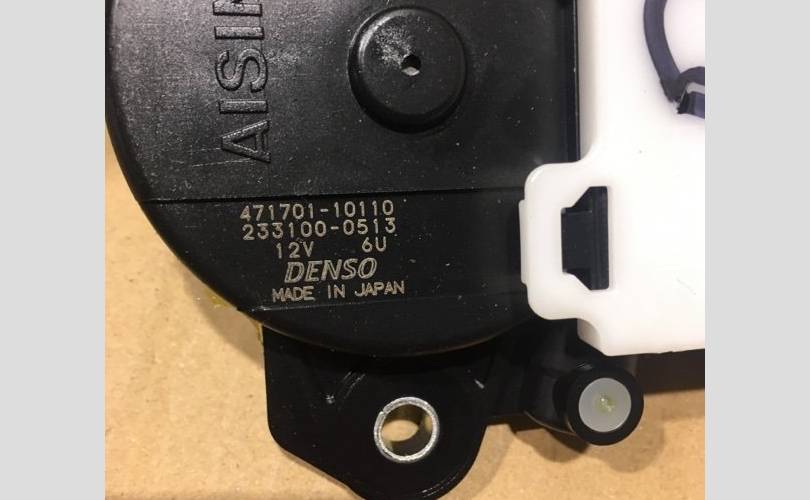 AISIN
471701-10110
233100-0513
12V 6U
DENSO
MADE IN JAPAN